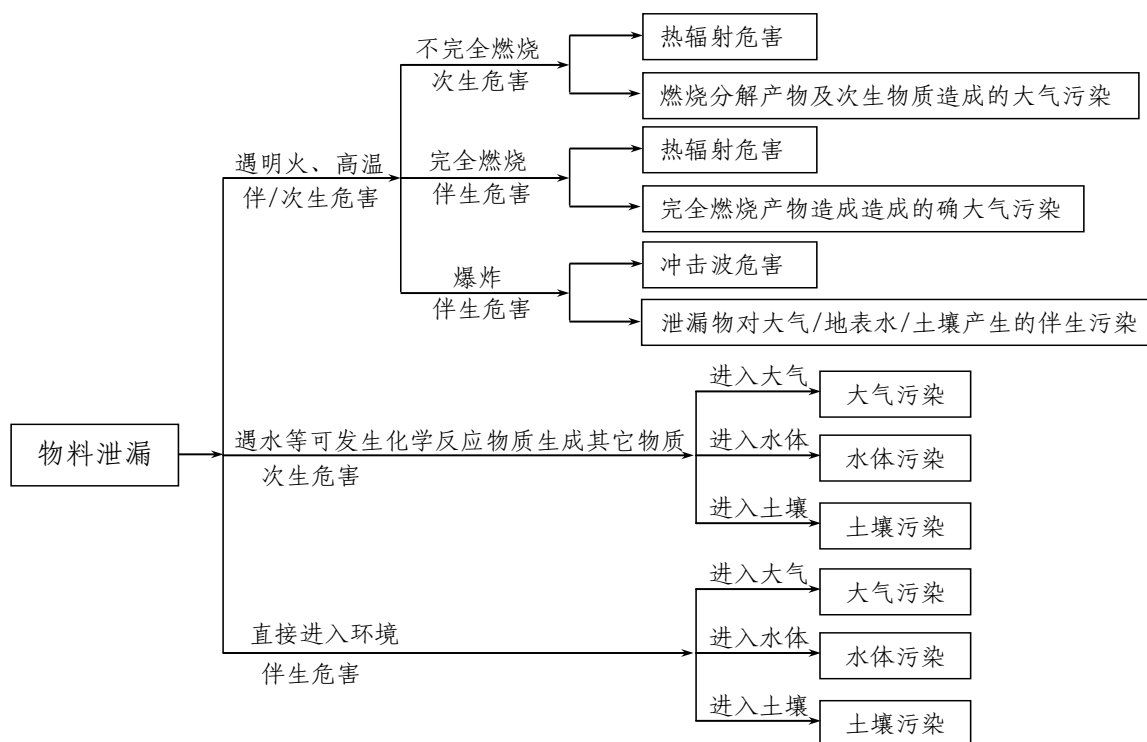 不完全燃烧
次生危害
热辐射危害
燃烧分解产物及次生物质造成的大气污染
遇明火、高温
伴/次生危害
完全燃烧
伴生危害
热辐射危害
完全燃烧产物造成造成的确大气污染
爆炸
伴生危害
冲击波危害
泄漏物对大气/地表水/土壤产生的伴生污染
物料泄漏
遇水等可发生化学反应物质生成其它物质
次生危害
进入大气
大气污染
进入水体
水体污染
进入土壤
土壤污染
直接进入环境
伴生危害
进入大气
大气污染
进入水体
水体污染
进入土壤
土壤污染